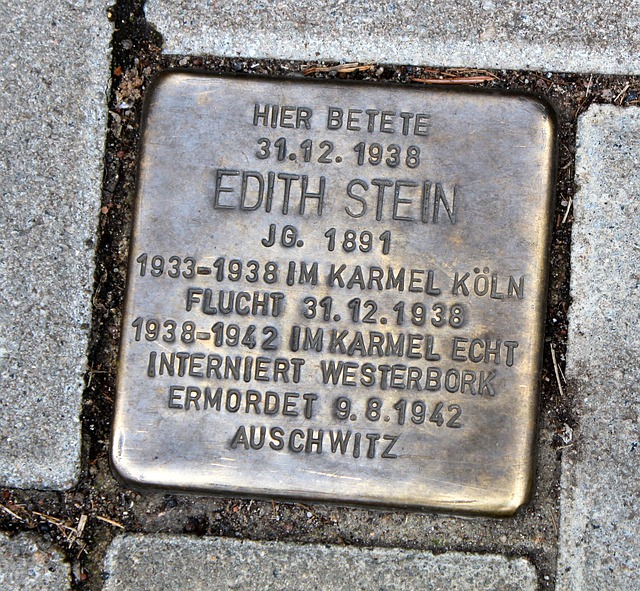 HIER BETETE
31.12.1938
EDITH STEIN
JG. 1891
1933-1938 IM KARMEL KÖLN
FLUCHT 31.12.1938
1938-1942 IM KARMEL ECHT
INTERNIERT WESTERBORK
ERMORDET 9.8.1942
AUSCHWITZ